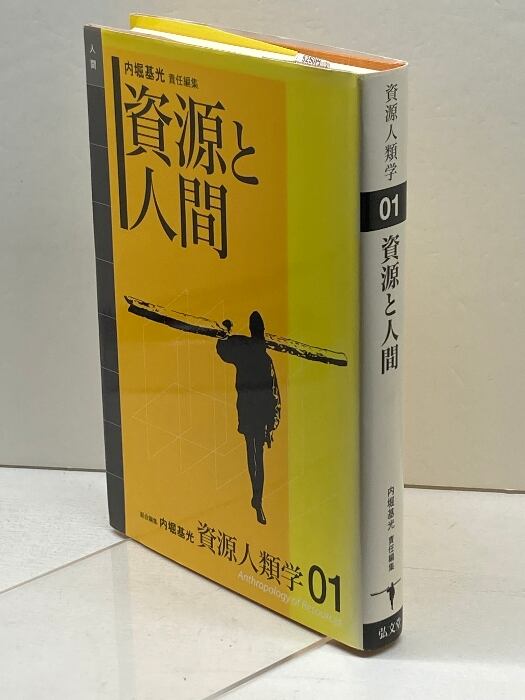 人間
内堀基光 責任編集
資源と
人間
総合編集 内堀基光 資源人類学 01
Anthropology of Resources
資源人類学
01
資源と人間
内堀基光 責任編集
弘文堂